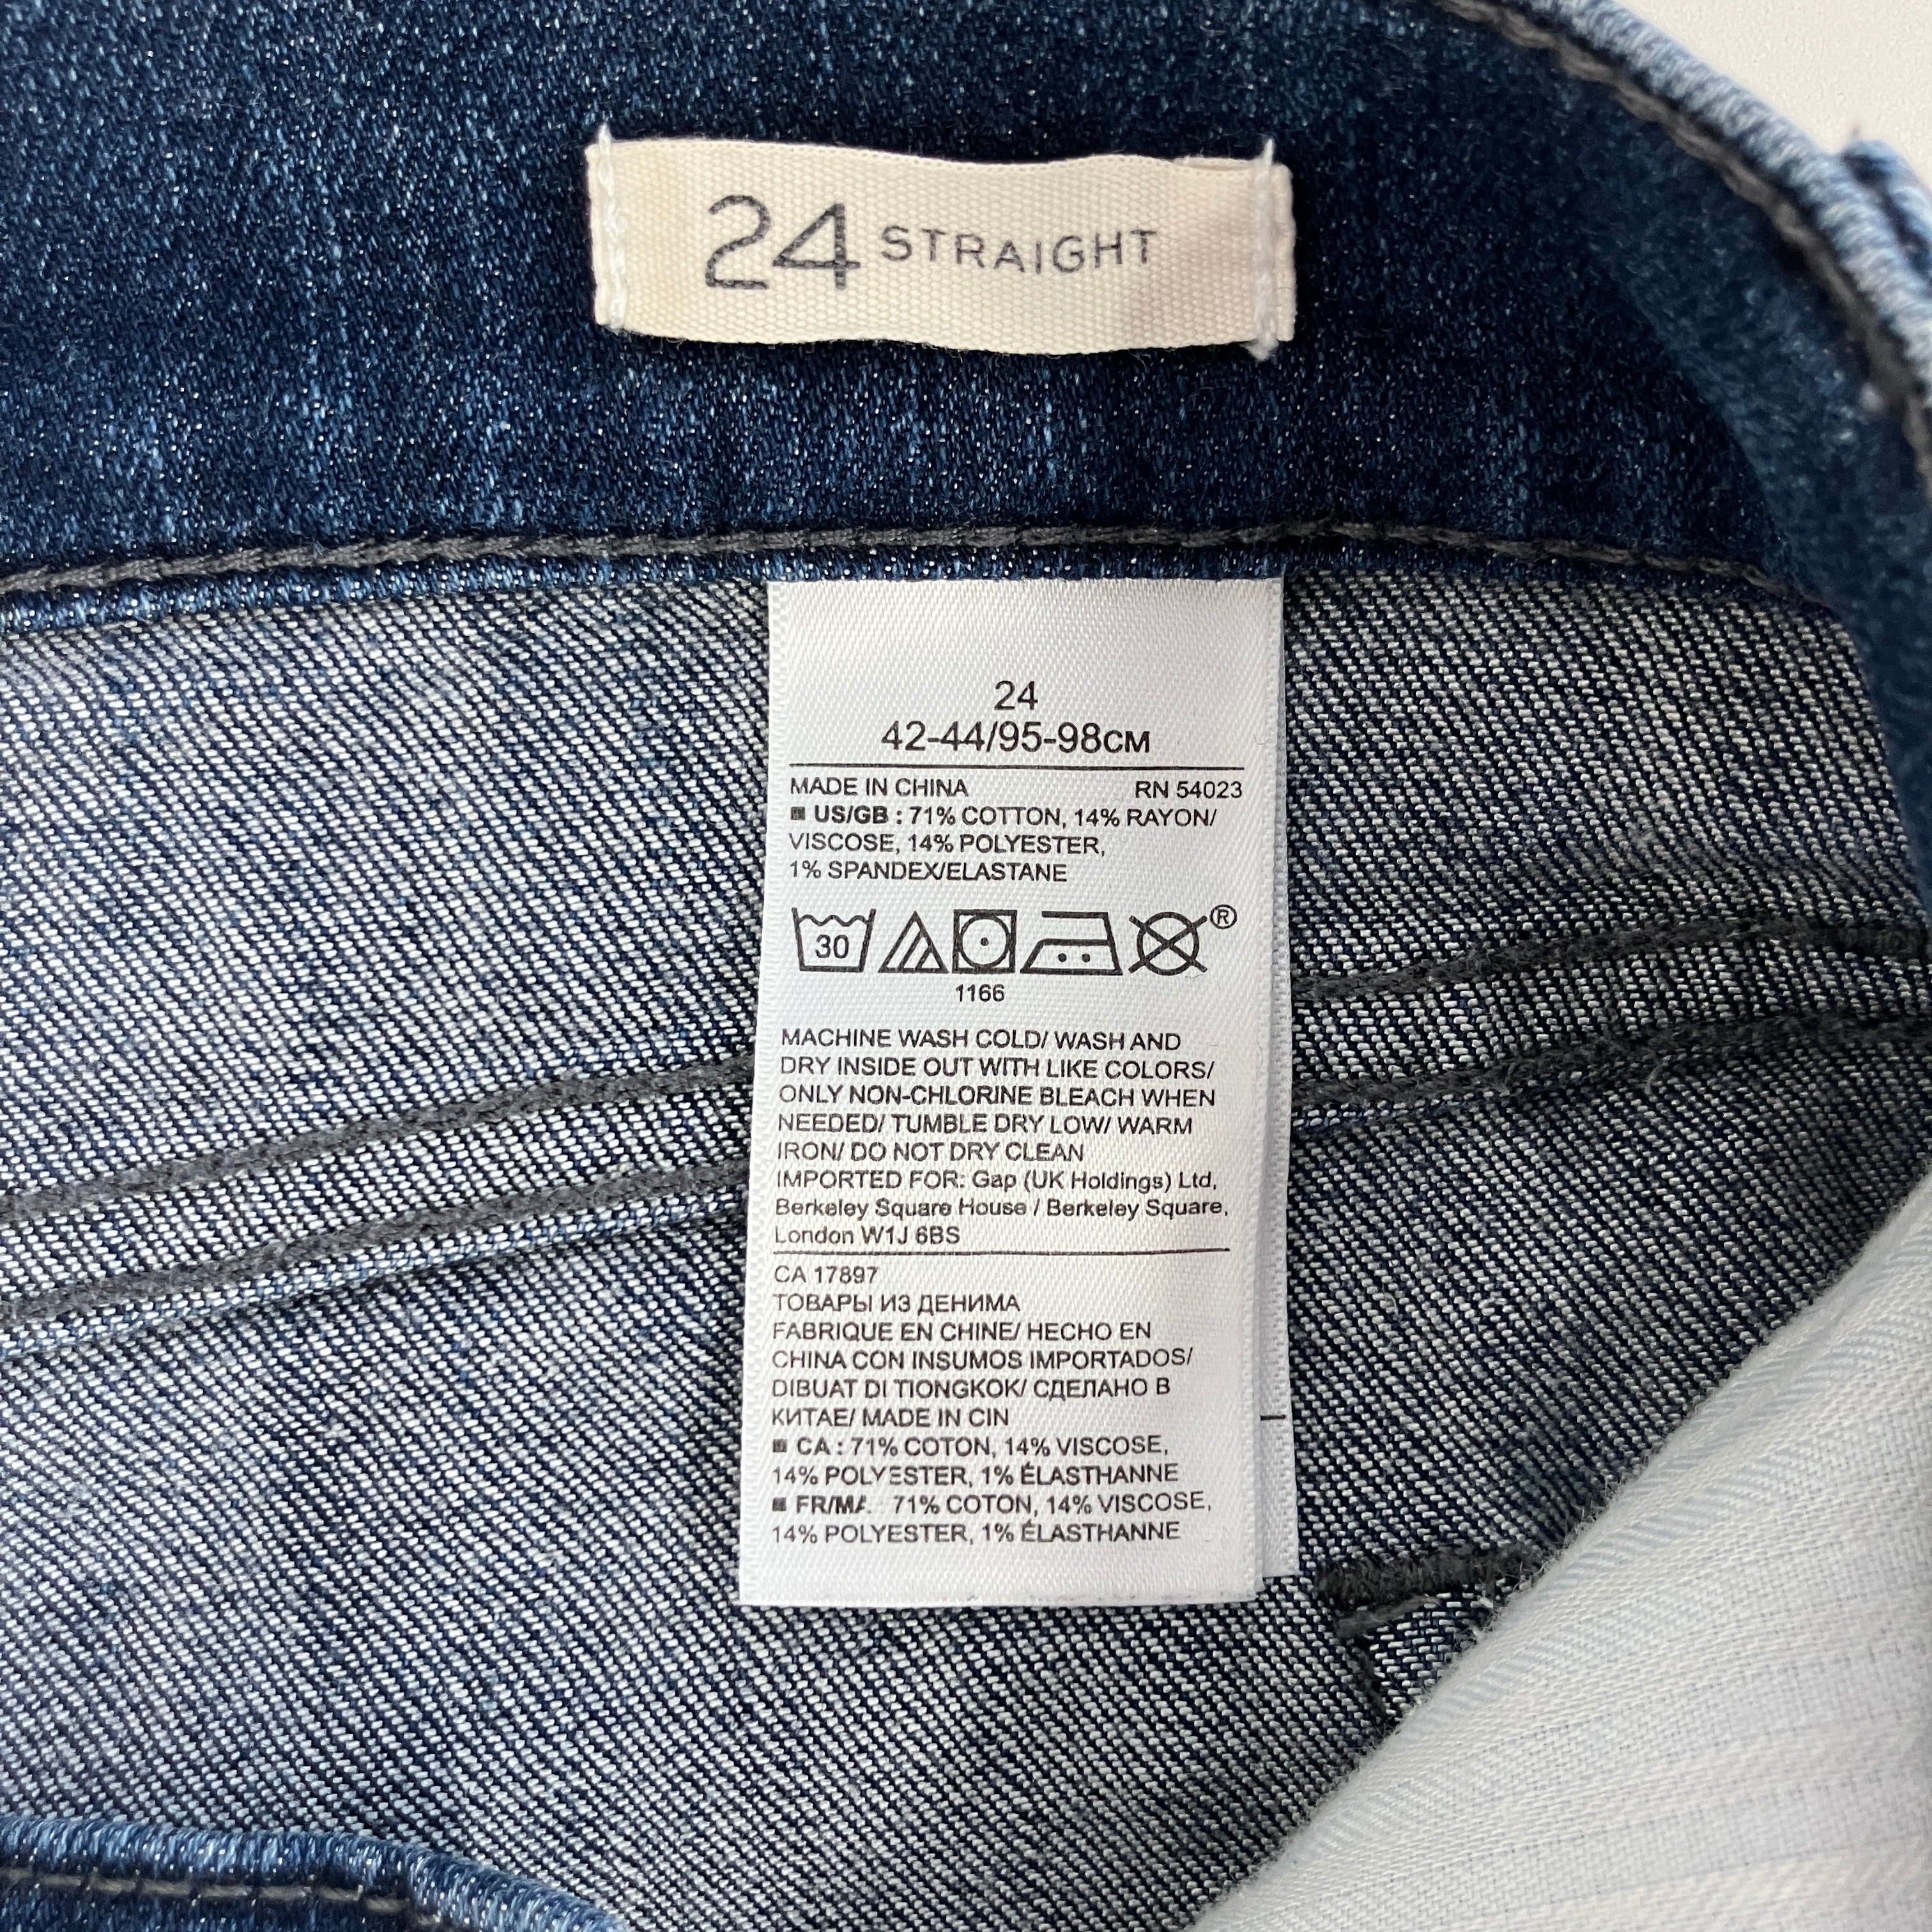 24 STRAIGHT
24
42-44/95-98CM
MADE IN CHINA RN 54023
US/GB : 71% COTTON, 14% RAYON/
VISCOSE, 14% POLYESTER,
1% SPANDEX/ELASTANE
30 ®
1166
MACHINE WASH COLD/ WASH AND
DRY INSIDE OUT WITH LIKE COLORS/
ONLY NON-CHLORINE BLEACH WHEN
NEEDED/ TUMBLE DRY LOW/ WARM
IRON/ DO NOT DRY CLEAN
IMPORTED FOR: Gap (UK Holdings) Ltd,
Berkeley Square House / Berkeley Square,
London W1J 6BS
CA 17897
ТОВАРЫ ИЗ ДЕНИМА
FABRIQUE EN CHINE/ HECHO EN
CHINA CON INSUMOS IMPORTADOS/
DIBUAT DI TIONGKOK/ СДЕЛАНО В
КИТАЕ/ MADE IN CIN
CA : 71% COTON, 14% VISCOSE,
14% POLYESTER, 1% ÉLASTHANNE
FR/MA 71% COTON, 14% VISCOSE,
14% POLYESTER, 1% ÉLASTHANNE